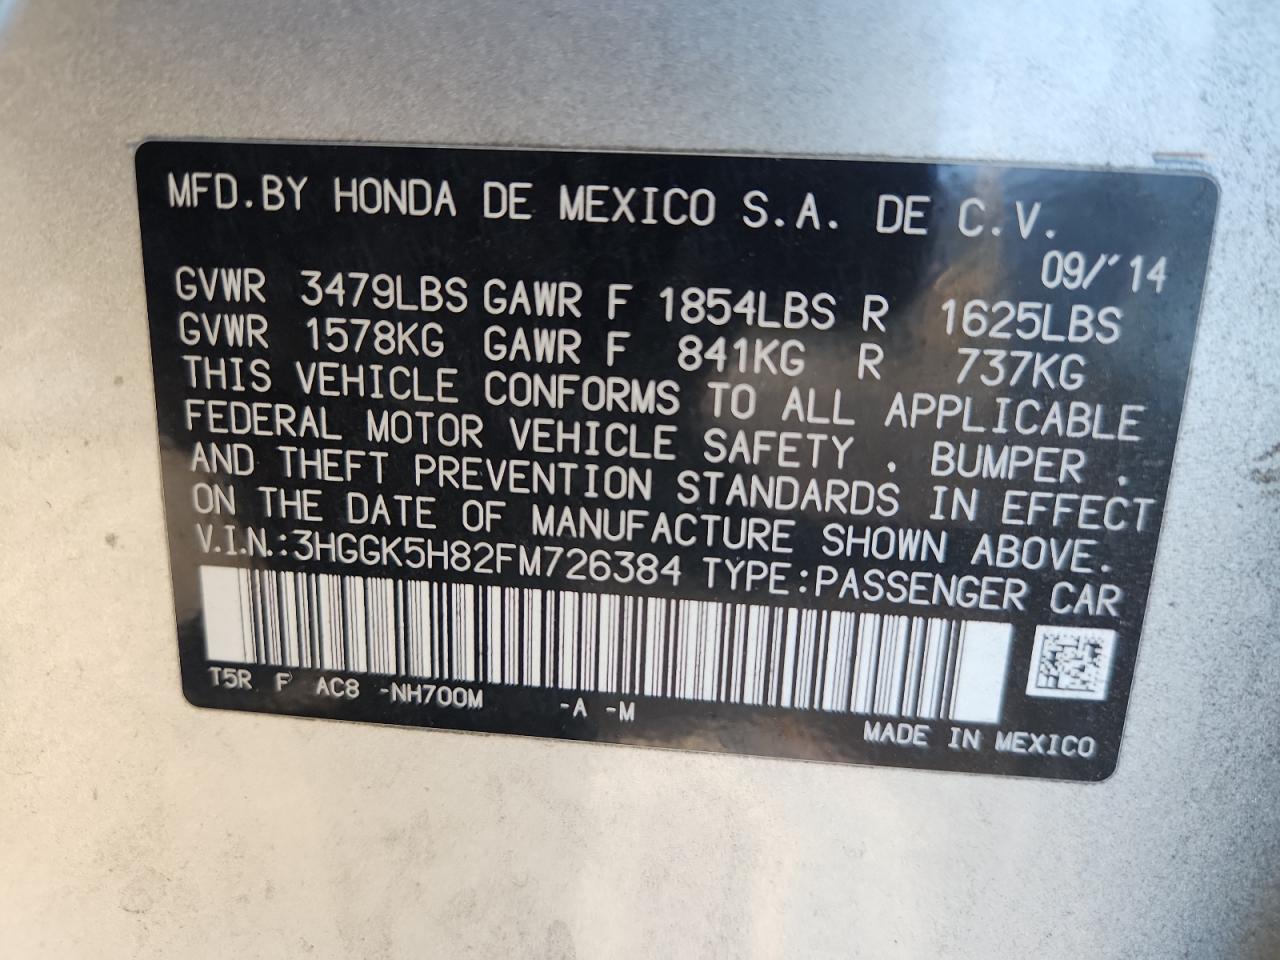 MFD.BY HONDA DE MEXICO S.A. DE C.V.
09/´14
GVWR 3479LBS GAWR F 1854LBS R 1625LBS
GVWR 1578KG GAWR F 841KG R 737KG
THIS VEHICLE CONFORMS TO ALL APPLICABLE
FEDERAL MOTOR VEHICLE SAFETY . BUMPER .
AND THEFT PREVENTION STANDARDS IN EFFECT
ON THE DATE OF MANUFACTURE SHOWN ABOVE.
V.I.N.:3HGGK5H82FM726384 TYPE:PASSENGER CAR
T5R F AC8 -NH700M -A -M
MADE IN MEXICO